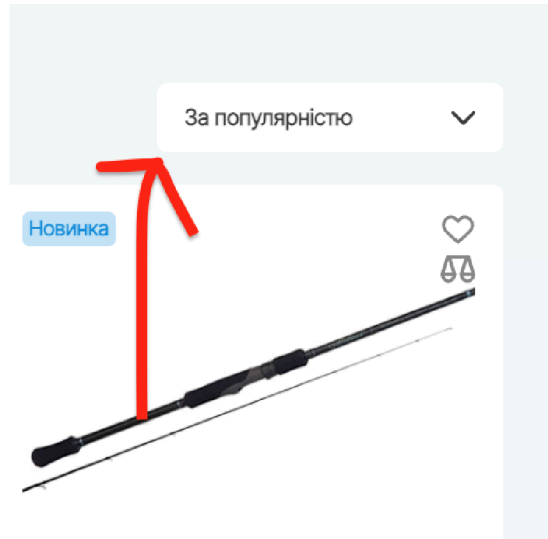 За популярністю
Новинка